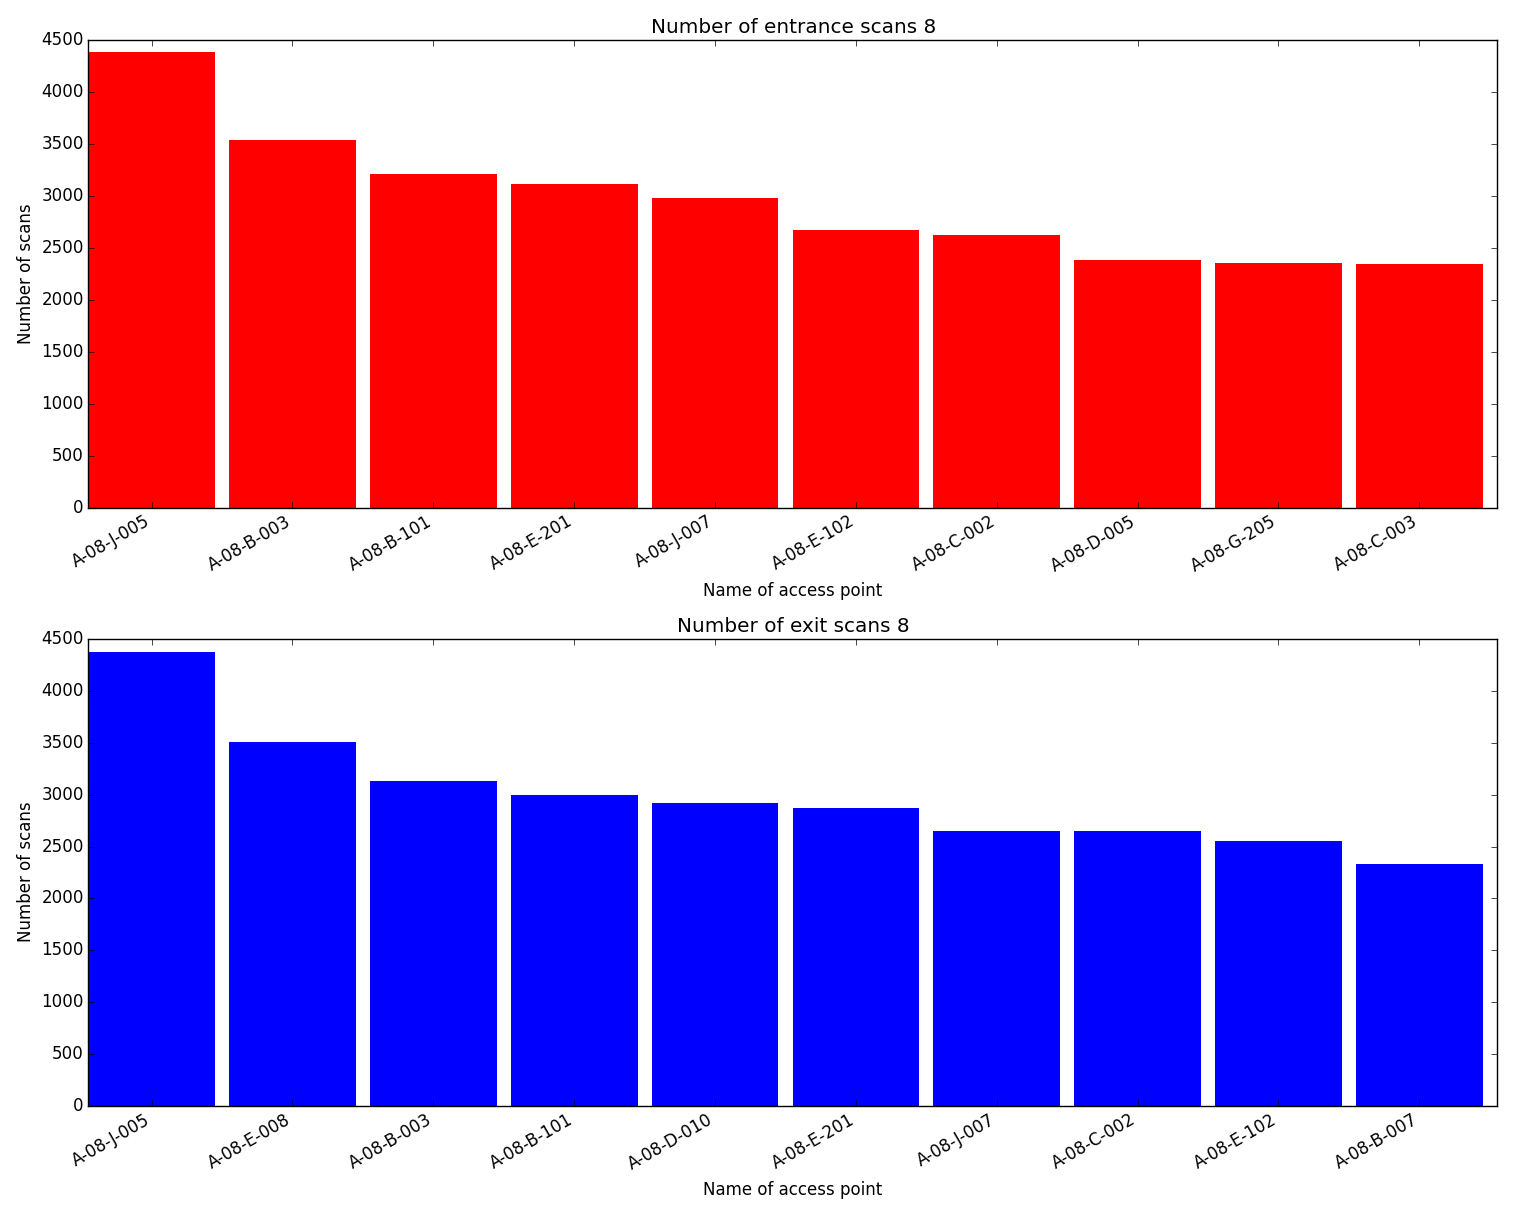 Number of entrance scans 8
4500
4000
3500
3000
2500
2000
1500
1000
500
0
Number of scans
A-08-J-005
A-08-B-003
A-08-B-101
A-08-E-201
A-08-J-007
A-08-E-102
A-08-C-002
A-08-D-005
A-08-G-205
A-08-C-003
Name of access point
Number of exit scans 8
4500
4000
3500
3000
2500
2000
1500
1000
500
0
Number of scans
A-08-J-005
A-08-E-008
A-08-B-003
A-08-B-101
A-08-D-010
A-08-E-201
A-08-J-007
A-08-C-002
A-08-E-102
A-08-B-007
Name of access point